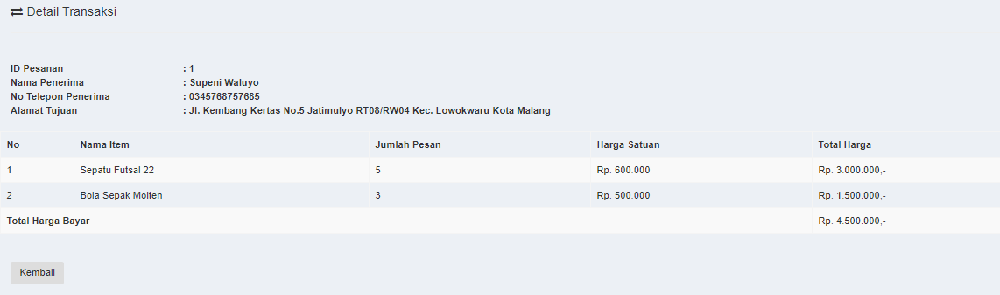 Detail Transaksi
ID Pesanan : 1
Nama Penerima : Supeni Waluyo
No Telepon Penerima : 0345768757685
Alamat Tujuan : Jl. Kembang Kertas No.5 Jatimulyo RT08/RW04 Kec. Lowokwaru Kota Malang
No Nama Item Jumlah Pesan Harga Satuan Total Harga
1 Sepatu Futsal 22 5 Rp. 600.000 Rp. 3.000.000,-
2 Bola Sepak Molten 3 Rp. 500.000 Rp. 1.500.000,-
Total Harga Bayar Rp. 4.500.000,-
Kembali